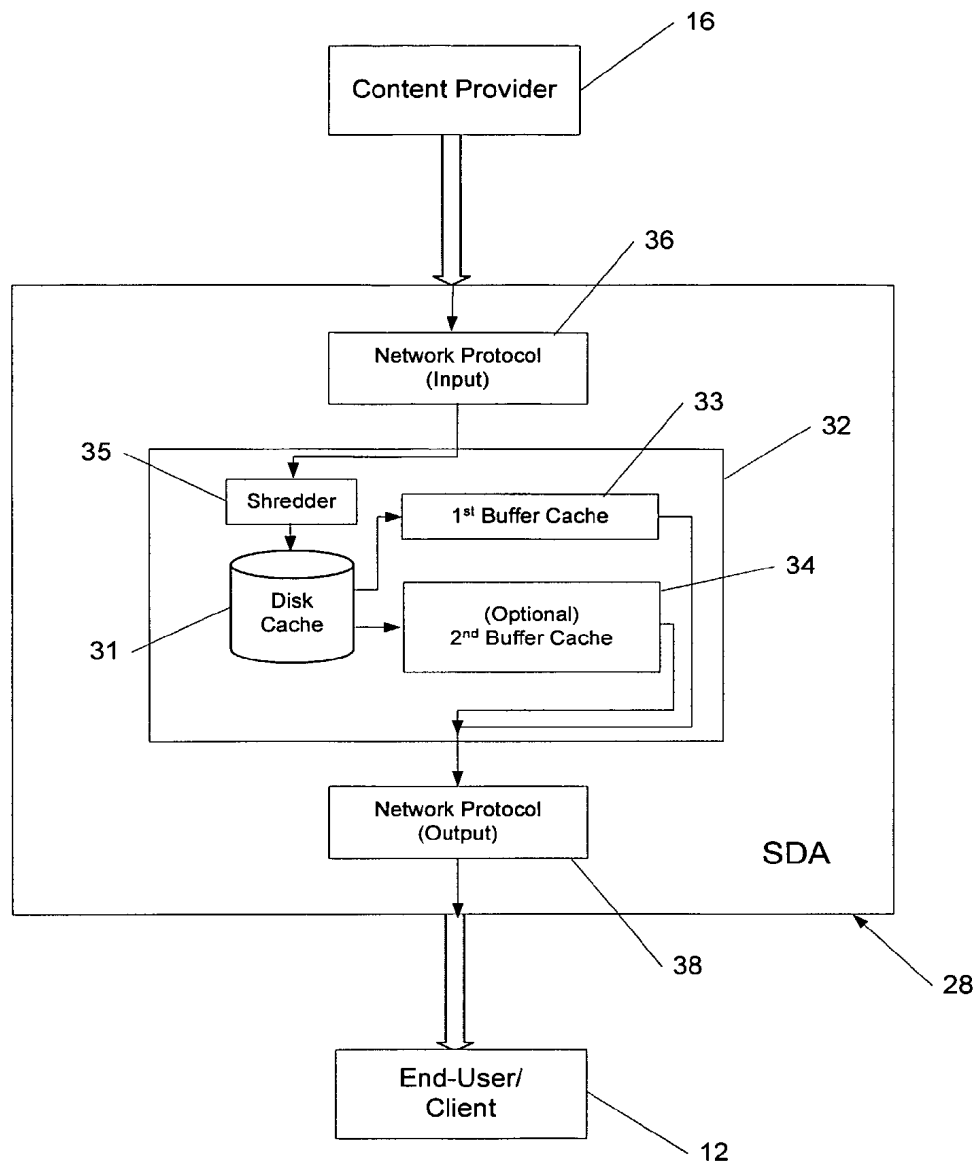 16
Content Provider
36
Network Protocol
(Input)
33
32
35
Shredder
1st Buffer Cache
34
Disk
Cache
(Optional)
2nd Buffer Cache
31
Network Protocol
(Output)
SDA
38
28
End-User/
Client
12